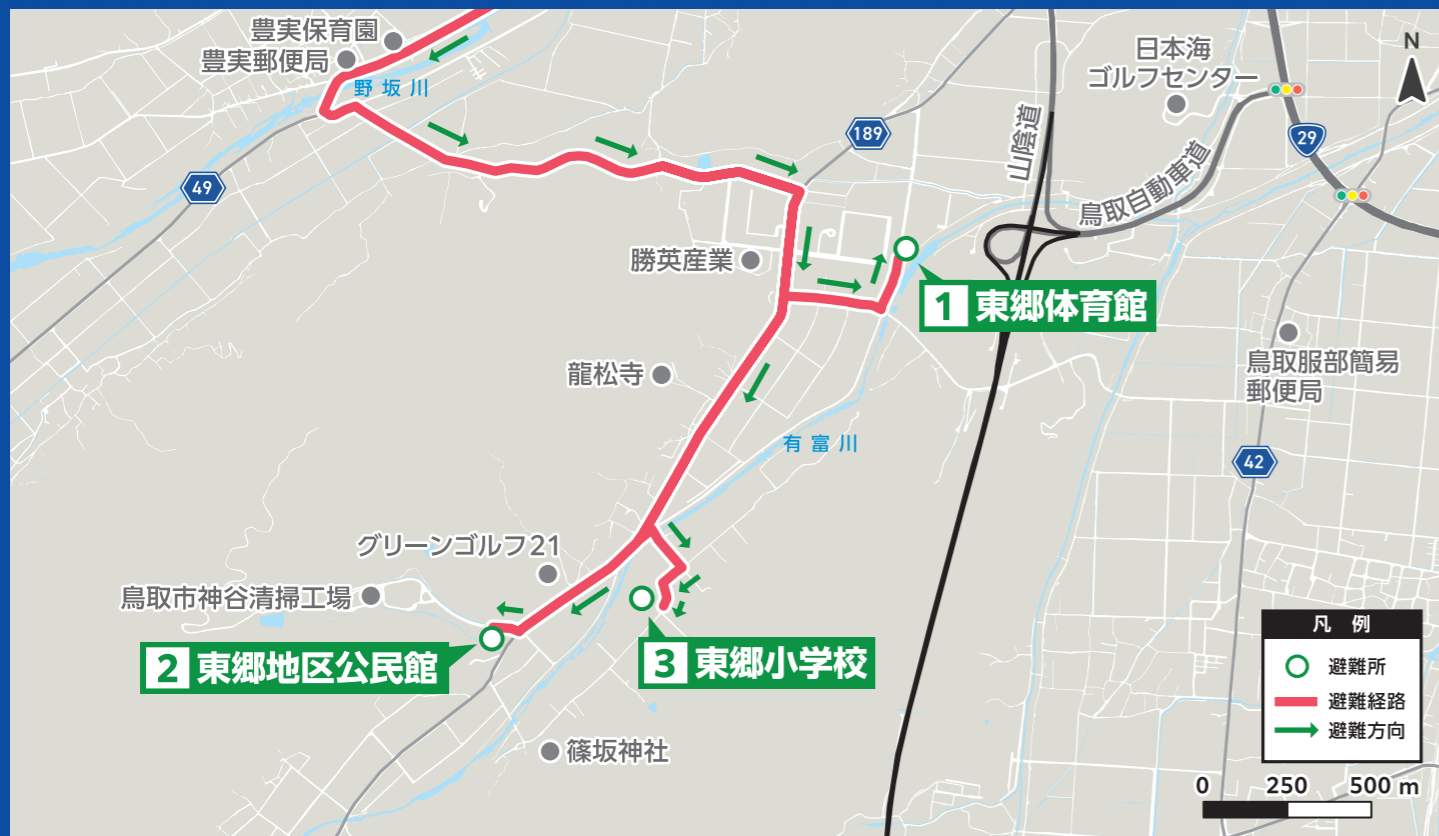 豊実保育園
豊実郵便局
野坂川
49
189
山陰道
日本海
ゴルフセンター
N
29
鳥取自動車道
勝英産業
1 東郷体育館
鳥取服部簡易
郵便局
龍松寺
有富川
42
グリーンゴルフ21
鳥取市神谷清掃工場
2 東郷地区公民館
3 東郷小学校
篠坂神社
凡 例
避難所
避難経路
避難方向
0 250 500 m